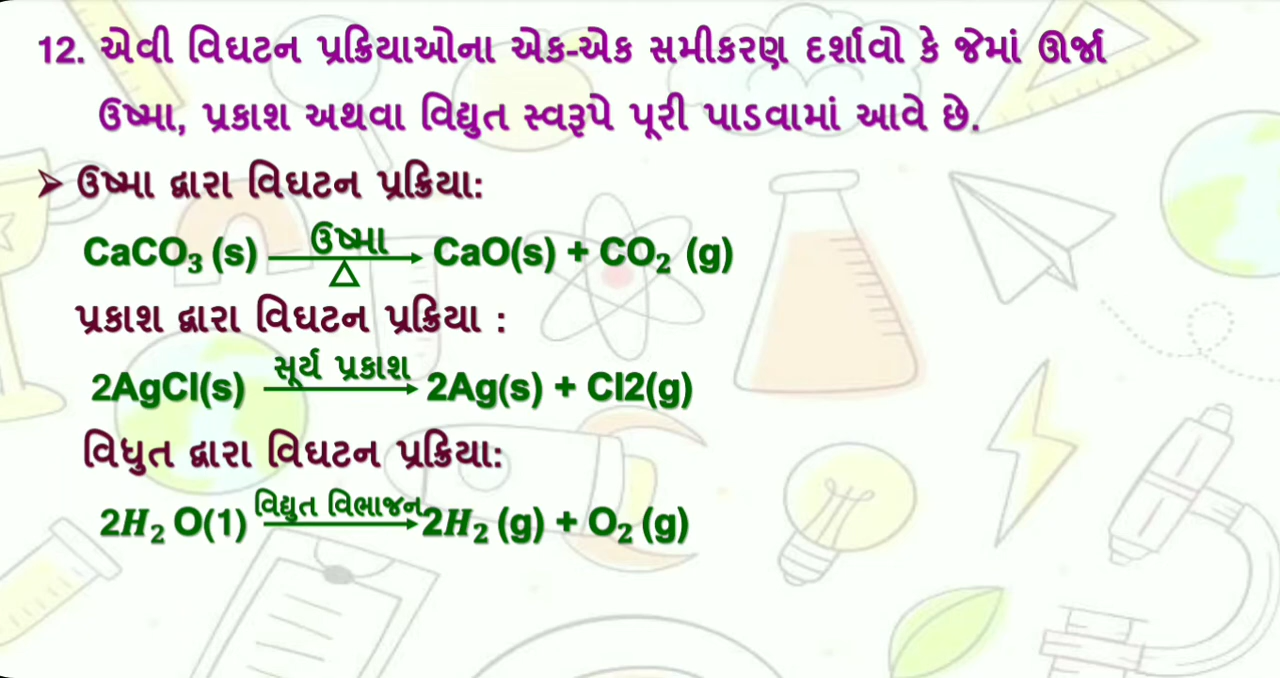 12. એવી વિઘટન પ્રક્રિયાઓના એક-એક સમીકરણ દર્શાવો કે જેમાં ઊર્જા
ઉષ્મા, પ્રકાશ અથવા વિદ્યુત સ્વરૂપે પૂરી પાડવામાં આવે છે.
➢ ઉષ્મા દ્વારા વિઘટન પ્રક્રિયા:
CaCO₃ (s) ઉષ્મા→△ CaO(s) + CO₂ (g)
પ્રકાશ દ્વારા વિઘટન પ્રક્રિયા :
2AgCl(s) સૂર્ય પ્રકાશ→ 2Ag(s) + Cl2(g)
વિધુત દ્વારા વિઘટન પ્રક્રિયા:
2H₂ O(1) વિદ્યુત વિભાજન→ 2H₂ (g) + O₂ (g)